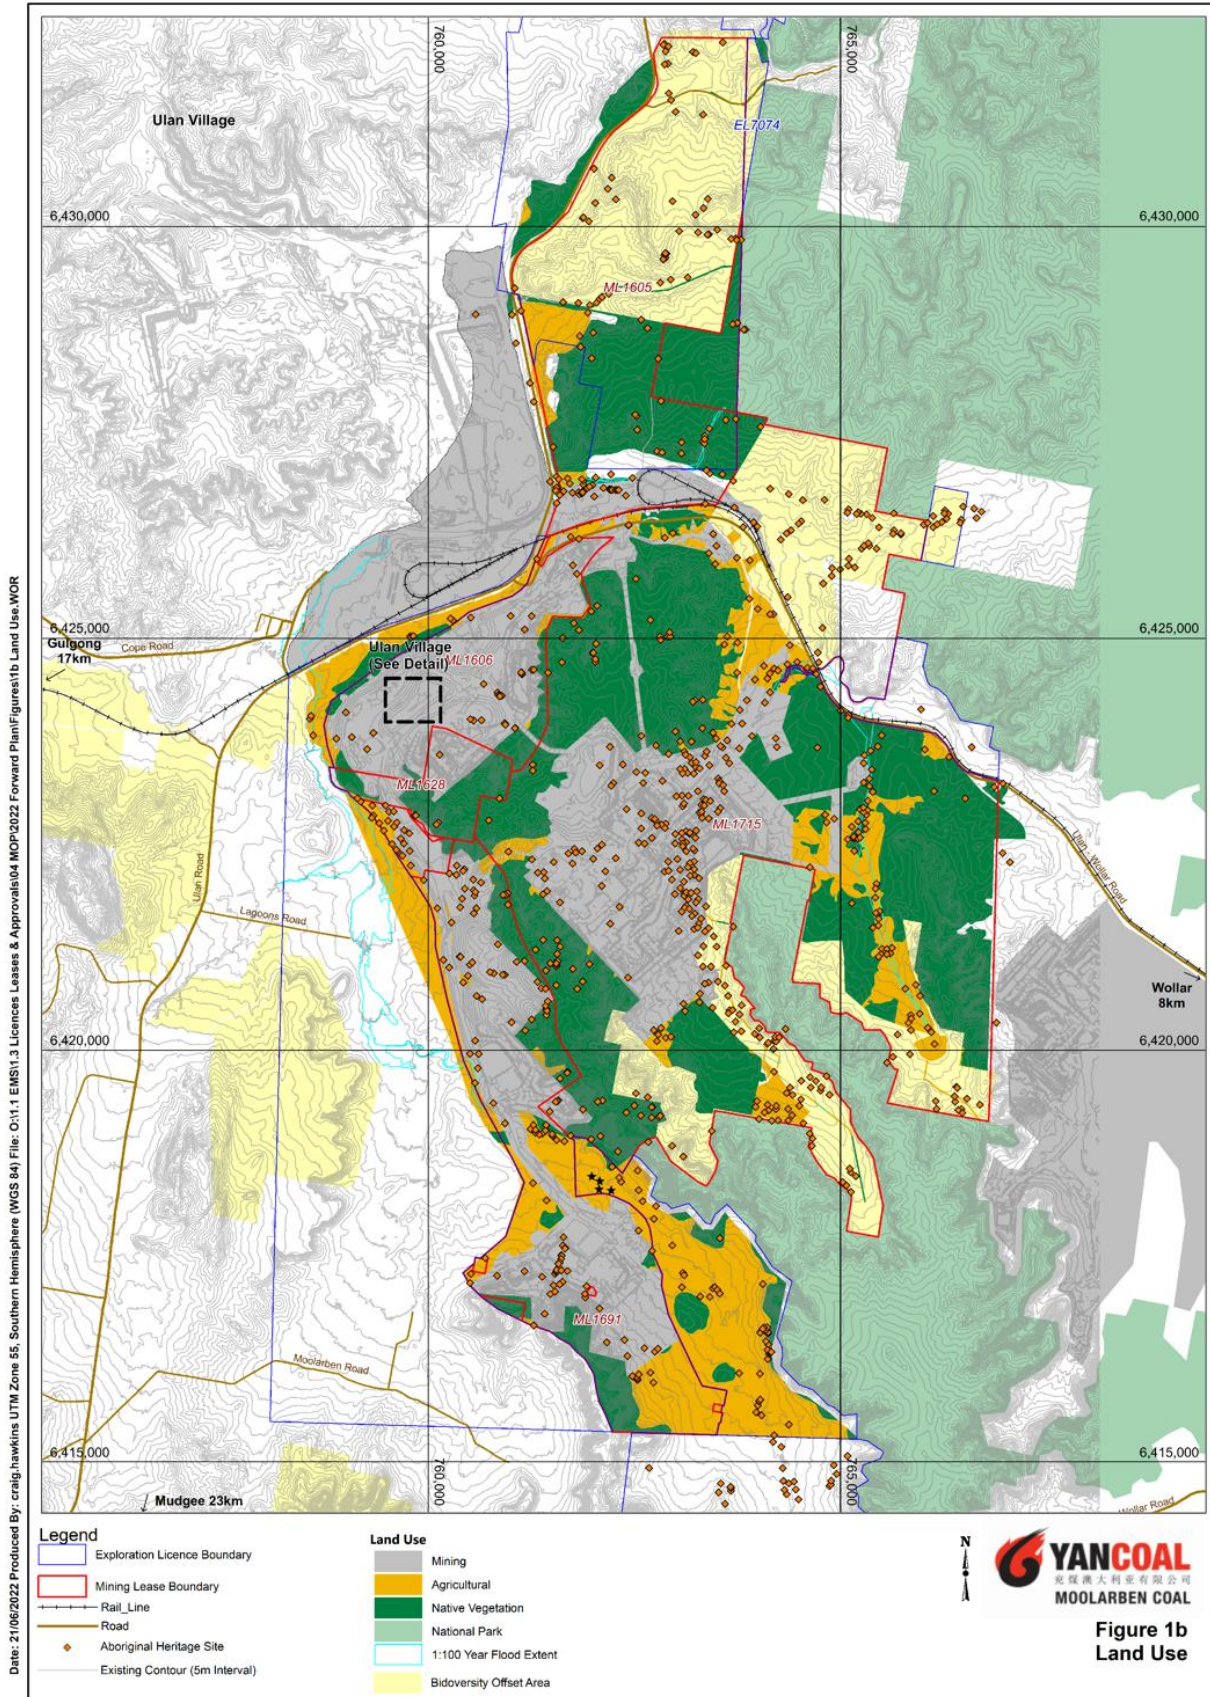 Date: 21/06/2022 Produced By: craig.hawkins UTM Zone 55, Southern Hemisphere (WGS 84) File: O:\1.1 EMS\1.3 Licences Leases & Approvals\04 MOP\2022 Forward Plan\Figures\1b Land Use.WOR
760,000
765,000
Ulan Village
EL7074
6,430,000
6,430,000
ML1605
6,425,000
6,425,000
Gulgong
17km
Cope Road
Ulan Village
(See Detail)
ML1606
ML1628
ML1715
Ulan Road
Lagoons Road
Ulan - Wollar Road
Wollar
8km
6,420,000
6,420,000
ML1691
Moolarben Road
6,415,000
6,415,000
760,000
765,000
Mudgee 23km
Wollar Road
Legend
Exploration Licence Boundary
Mining Lease Boundary
Rail_Line
Road
Aboriginal Heritage Site
Existing Contour (5m Interval)
Land Use
Mining
Agricultural
Native Vegetation
National Park
1:100 Year Flood Extent
Bidoversity Offset Area
N
YANCOAL
兖煤澳大利亚有限公司
MOOLARBEN COAL
Figure 1b
Land Use